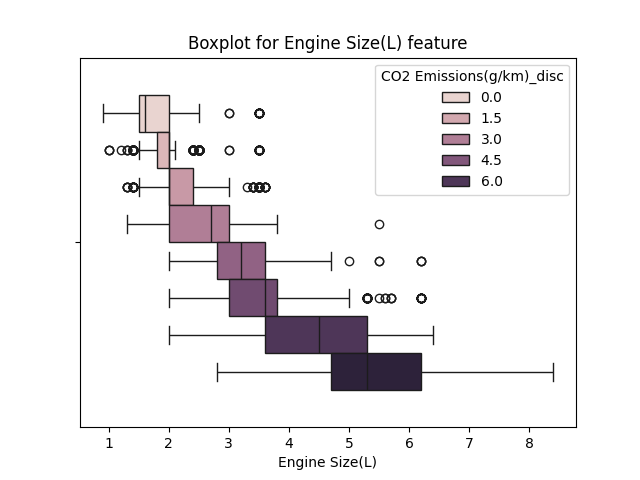 Boxplot for Engine Size(L) feature
CO2 Emissions(g/km)_disc
0.0
1.5
3.0
4.5
6.0
1 2 3 4 5 6 7 8
Engine Size(L)